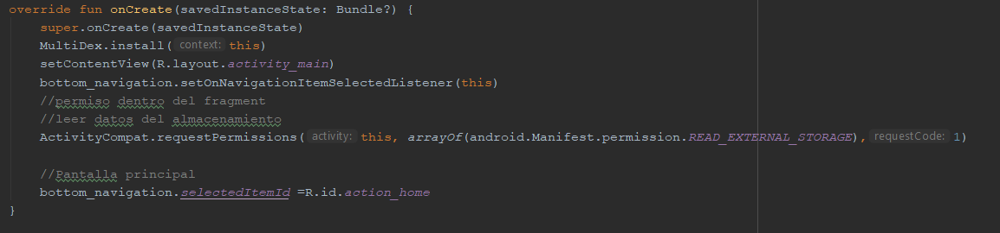 override fun onCreate(savedInstanceState: Bundle?) {
super.onCreate(savedInstanceState)
MultiDex.install( context: this)
setContentView(R.layout.activity_main)
bottom_navigation.setOnNavigationItemSelectedListener(this)
//permiso dentro del fragment
//leer datos del almacenamiento
ActivityCompat.requestPermissions( activity: this, arrayOf(android.Manifest.permission.READ_EXTERNAL_STORAGE), requestCode: 1)
//Pantalla principal
bottom_navigation.selectedItemId =R.id.action_home
}